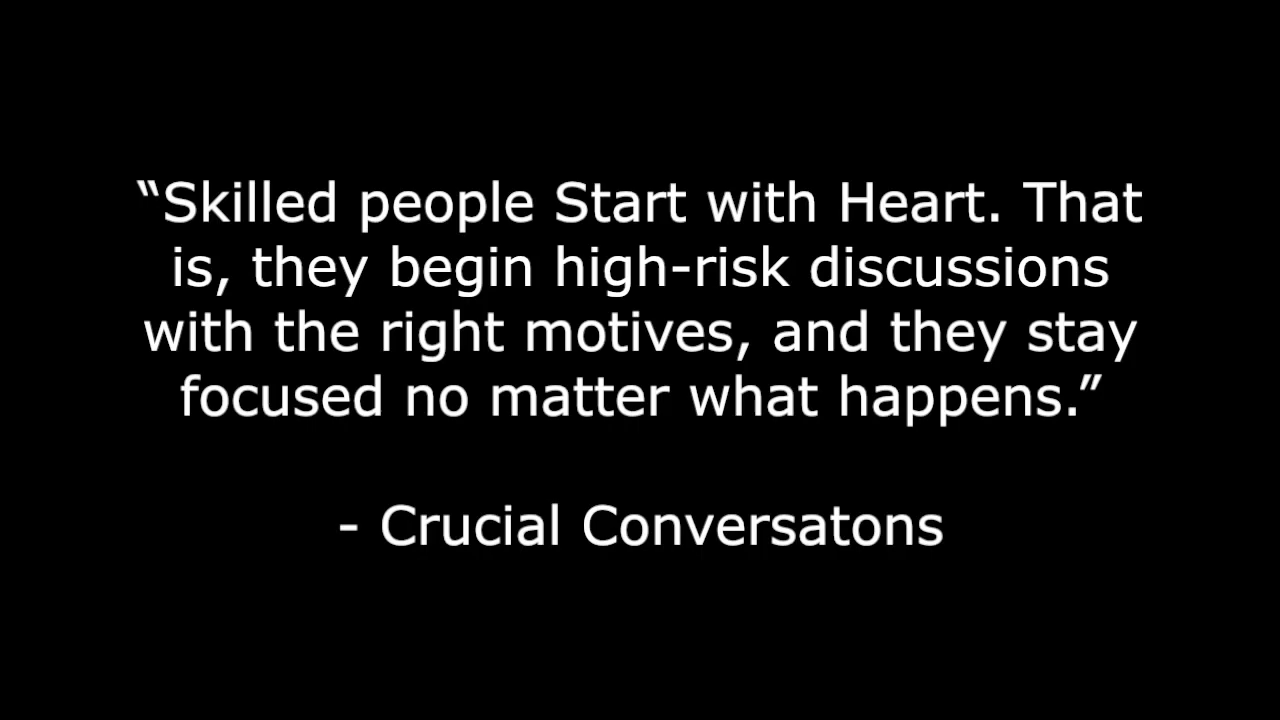 “Skilled people Start with Heart. That
is, they begin high-risk discussions
with the right motives, and they stay
focused no matter what happens.”
- Crucial Conversatons